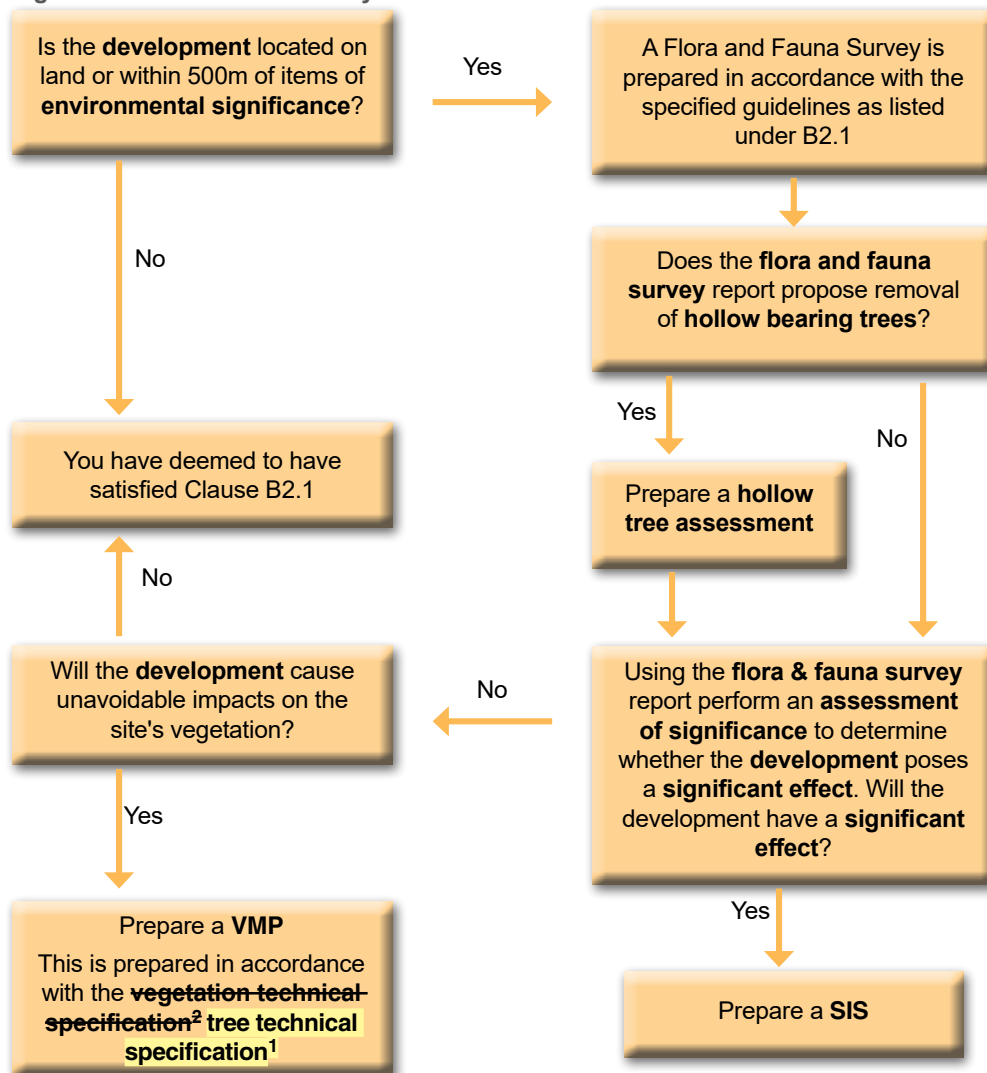 Is the development located on
land or within 500m of items of
environmental significance?
Yes
A Flora and Fauna Survey is
prepared in accordance with the
specified guidelines as listed
under B2.1
No
Does the flora and fauna
survey report propose removal
of hollow bearing trees?
Yes
No
You have deemed to have
satisfied Clause B2.1
Prepare a hollow
tree assessment
No
Will the development cause
unavoidable impacts on the
site's vegetation?
No
Using the flora & fauna survey
report perform an assessment
of significance to determine
whether the development poses
a significant effect. Will the
development have a significant
effect?
Yes
Yes
Prepare a VMP
This is prepared in accordance
with the vegetation technical
specification² tree technical
specification¹
Prepare a SIS